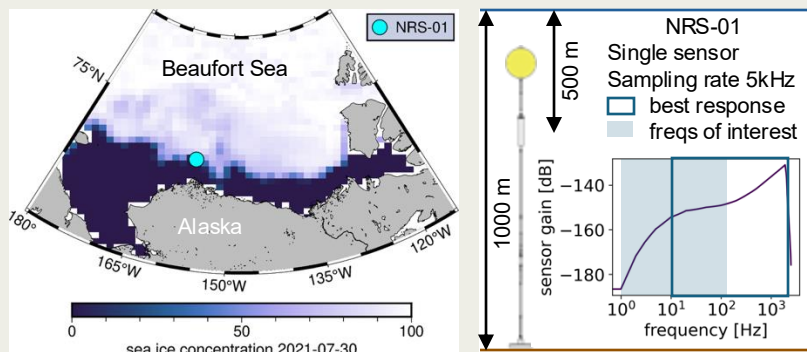 NRS-01
Beaufort Sea
75°N
Alaska
180°
165°W
150°W
135°W
120°W
0
50
100
sea ice concentration 2021-07-30
500 m
1000 m
NRS-01
Single sensor
Sampling rate 5kHz
best response
freqs of interest
sensor gain [dB]
−140
−160
−180
10⁰
10¹
10²
10³
frequency [Hz]